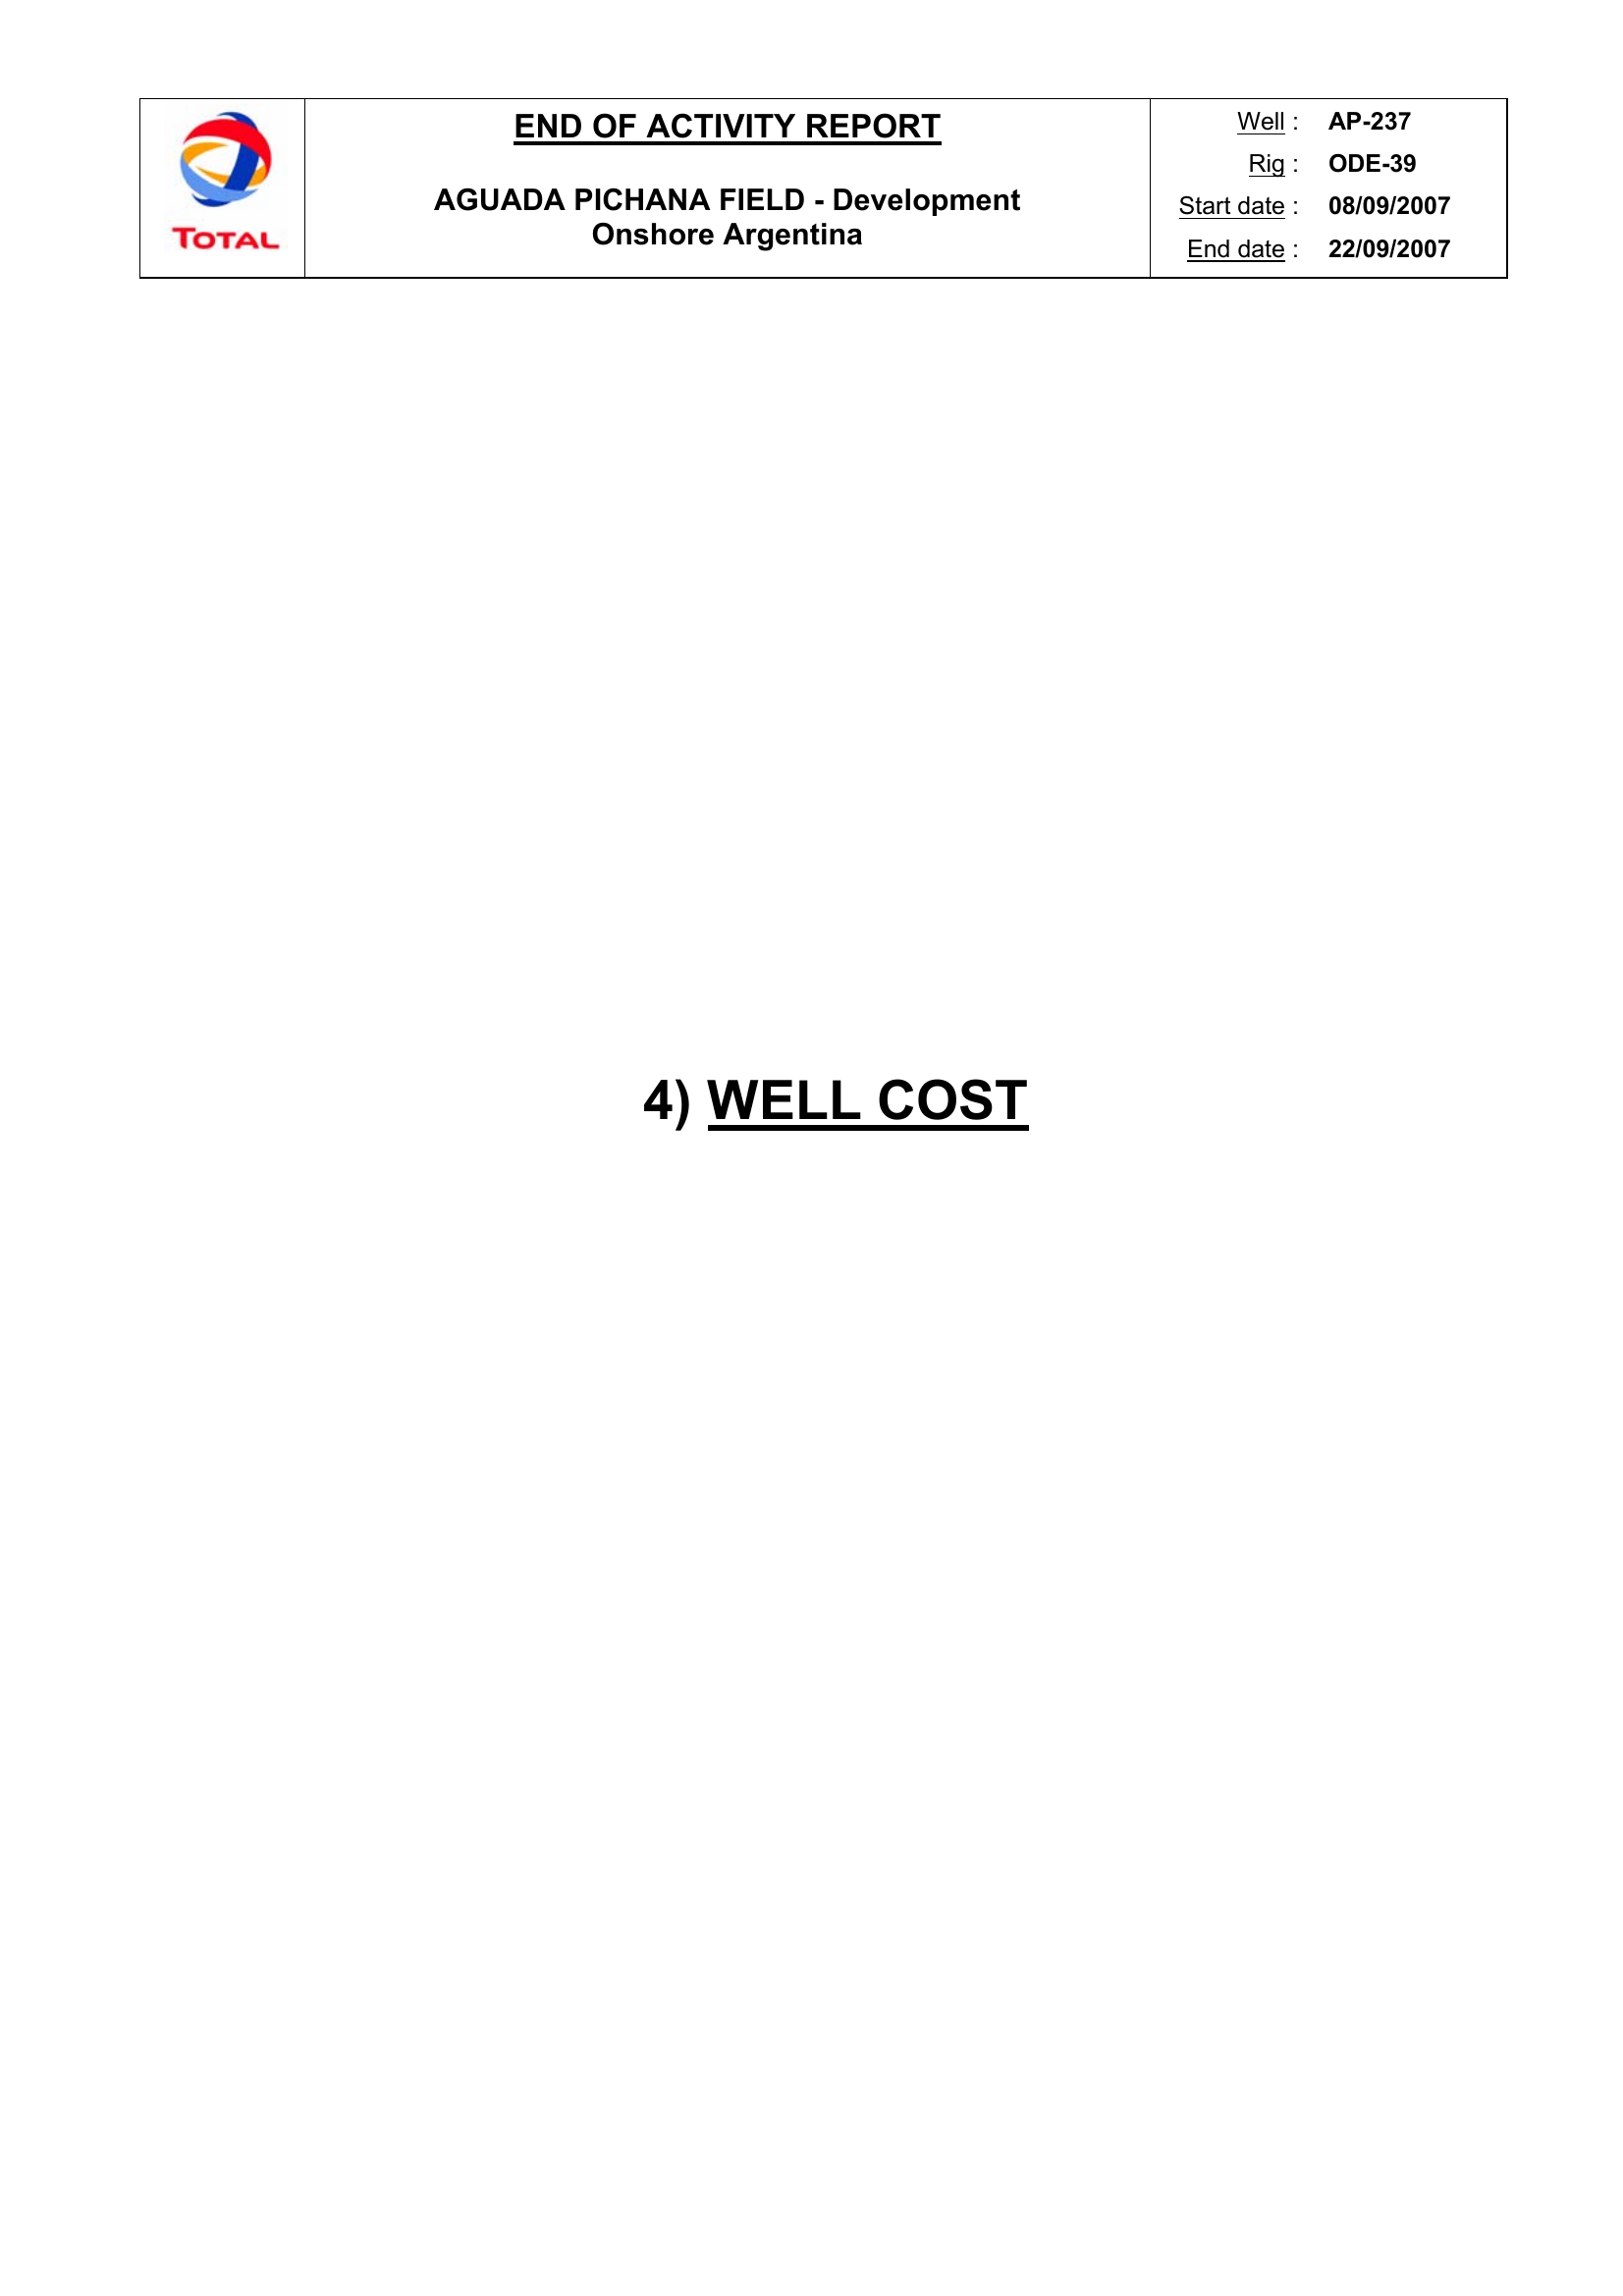 TOTAL
END OF ACTIVITY REPORT
AGUADA PICHANA FIELD - Development
Onshore Argentina
Well : AP-237
Rig : ODE-39
Start date : 08/09/2007
End date : 22/09/2007
4) WELL COST